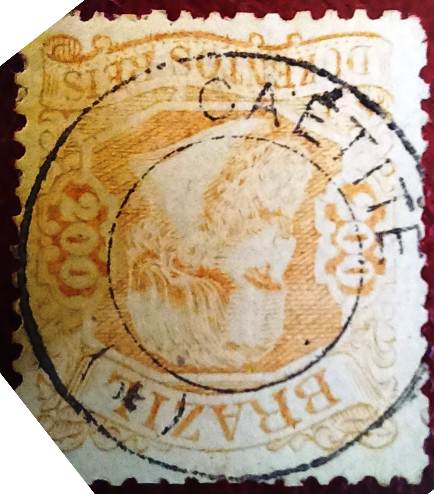 CAETITE
BRAZIL
200 200
DUZENTOS REIS